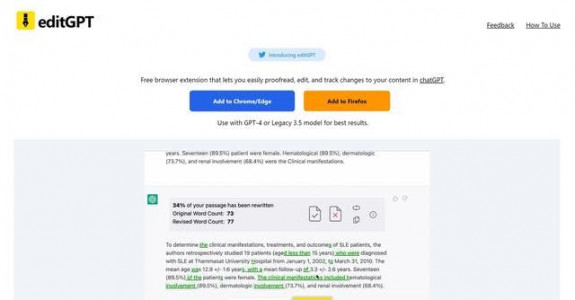 editGPT
Feedback
How To Use
Introducing editGPT
Free browser extension that lets you easily proofread, edit, and track changes to your content in chatGPT.
Add to Chrome/Edge
Add to Firefox
Use with GPT-4 or Legacy 3.5 model for best results.
years. Seventeen (89.5%) patient were female. Hematological (89.5%), dermatologic
(73.7%), and renal involvement (68.4%) were the Clinical manifestations.
34% of your passage has been rewritten
Original Word Count: 73
Revised Word Count: 77
To determine the clinical manifestations, treatments, and outcomes of SLE patients, the
authors retrospectively studied 19 patients (aged less than 15 years) who were diagnosed
with SLE at Thammasat University Hospital from January 1, 2002, to March 31, 2010. The
mean age was 12.8 +/- 1.6 years, with a mean follow-up of 3.3 +/- 3.6 years. Seventeen
(89.5%) of the patients were female. The clinical manifestations included hematological
involvement (89.5%), dermatologic involvement (73.7%), and renal involvement (68.4%).